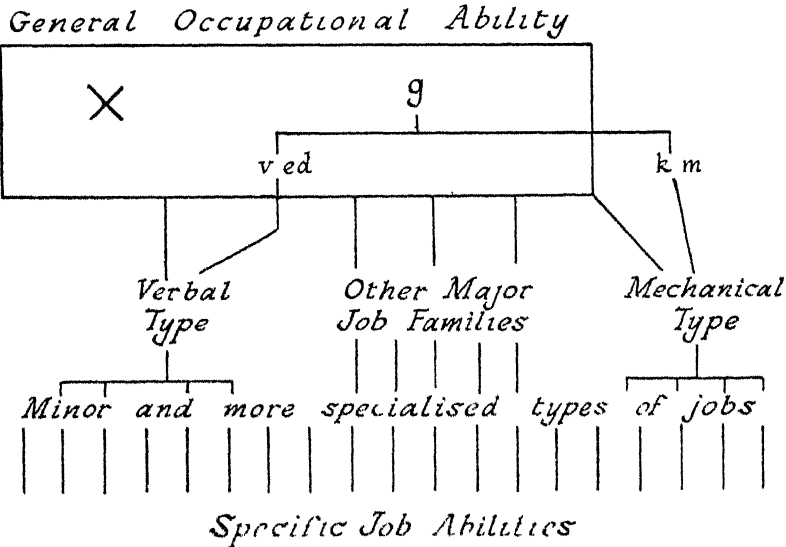 General Occupational Ability
X
g
v ed
k m
Verbal Type
Other Major Job Families
Mechanical Type
Minor and more specialised types of jobs
Specific Job Abilities